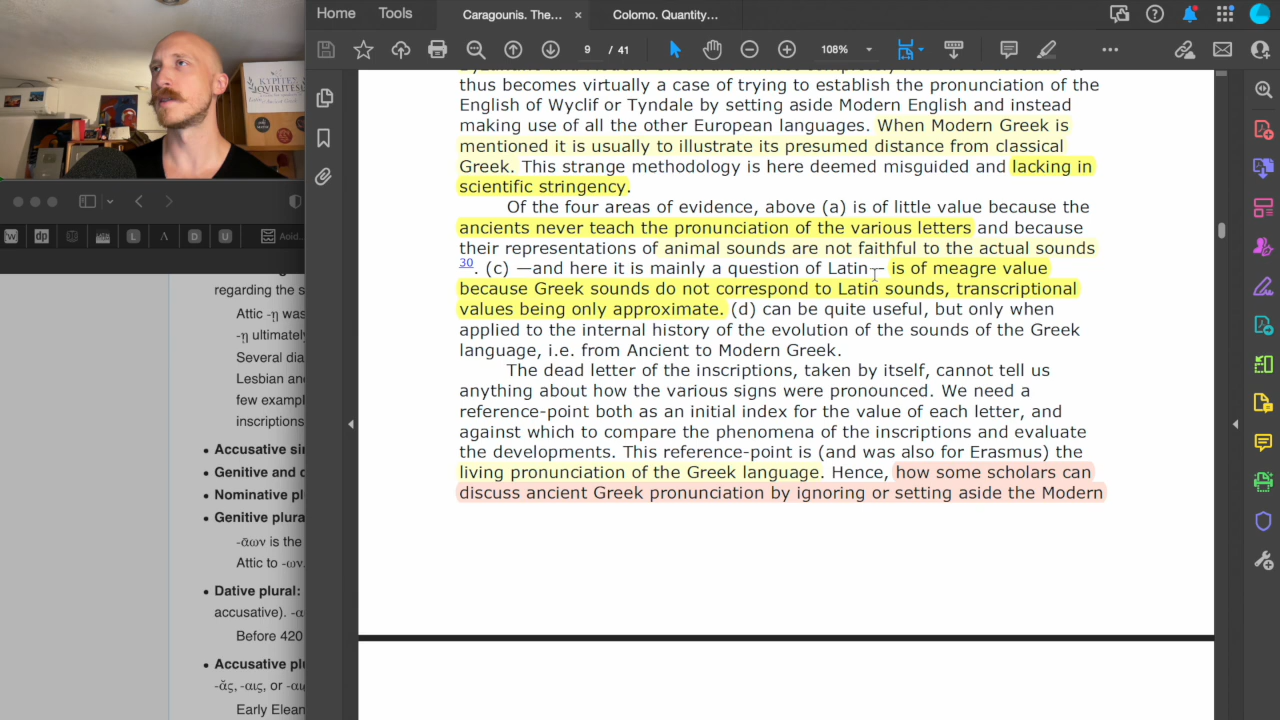 Home Tools Caragounis. The... × Colomo. Quantity...
9 / 41 108%
thus becomes virtually a case of trying to establish the pronunciation of the
English of Wyclif or Tyndale by setting aside Modern English and instead
making use of all the other European languages. When Modern Greek is
mentioned it is usually to illustrate its presumed distance from classical
Greek. This strange methodology is here deemed misguided and lacking in
scientific stringency.
Of the four areas of evidence, above (a) is of little value because the
ancients never teach the pronunciation of the various letters and because
their representations of animal sounds are not faithful to the actual sounds
30. (c) —and here it is mainly a question of Latin— is of meagre value
because Greek sounds do not correspond to Latin sounds, transcriptional
values being only approximate. (d) can be quite useful, but only when
applied to the internal history of the evolution of the sounds of the Greek
language, i.e. from Ancient to Modern Greek.
The dead letter of the inscriptions, taken by itself, cannot tell us
anything about how the various signs were pronounced. We need a
reference-point both as an initial index for the value of each letter, and
against which to compare the phenomena of the inscriptions and evaluate
the developments. This reference-point is (and was also for Erasmus) the
living pronunciation of the Greek language. Hence, how some scholars can
discuss ancient Greek pronunciation by ignoring or setting aside the Modern
ΚΥΡΙΤΕΣ
QVIRITES
W dp L Λ D U Aoid...
regarding the s
Attic -η was
-η ultimately
Several dia
Lesbian and
few examp
inscriptions
• Accusative sin
• Genitive and d
• Nominative pl
• Genitive plura
-ᾱων is the
Attic to -ων.
• Dative plural:
accusative). -α
Before 420
• Accusative plu
-ᾰς, -αις, or -αι
Early Elean